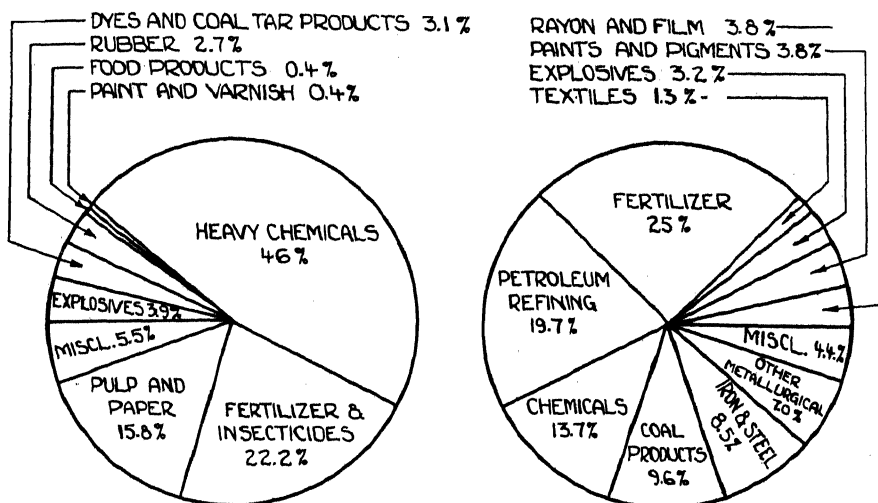 DYES AND COAL TAR PRODUCTS 3.1%
RUBBER 2.7%
FOOD PRODUCTS 0.4%
PAINT AND VARNISH 0.4%
HEAVY CHEMICALS
46%
EXPLOSIVES 3.9%
MISCL. 5.5%
PULP AND
PAPER
15.8%
FERTILIZER &
INSECTICIDES
22.2%
RAYON AND FILM 3.8%
PAINTS AND PIGMENTS 3.8%
EXPLOSIVES 3.2%
TEXTILES 1.3%
FERTILIZER
25%
PETROLEUM
REFINING
19.7%
MISCL. 4.4%
OTHER
METALLURGICAL
7.0%
IRON & STEEL
8.5%
CHEMICALS
13.7%
COAL
PRODUCTS
9.6%